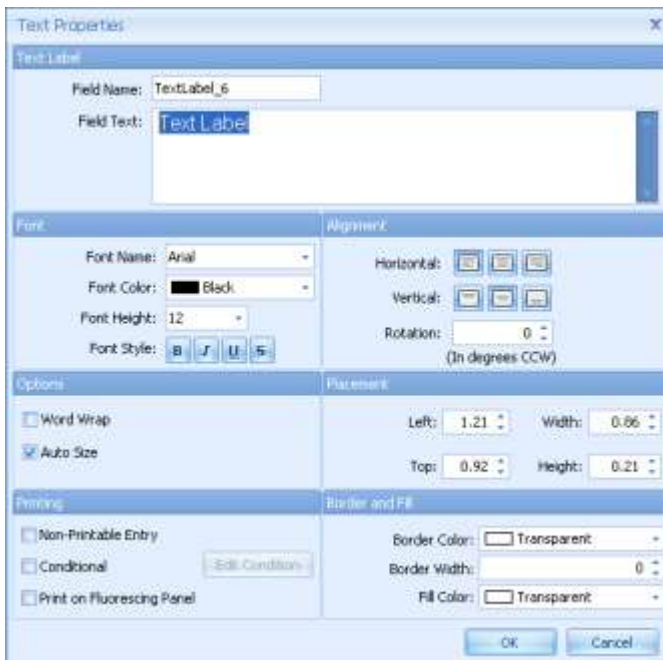 Text Properties
Text Label
Field Name: TextLabel_6
Field Text: Text Label
Font
Font Name: Arial
Font Color: Black
Font Height: 12
Font Style: B I U S
Alignment
Horizontal:
Vertical:
Rotation: 0
(In degrees CCW)
Options
Word Wrap
Auto Size
Placement
Left: 1.21 Width: 0.86
Top: 0.92 Height: 0.21
Printing
Non-Printable Entry
Conditional Edit Condition
Print on Fluorescing Panel
Border and Fill
Border Color: Transparent
Border Width: 0
Fill Color: Transparent
OK Cancel